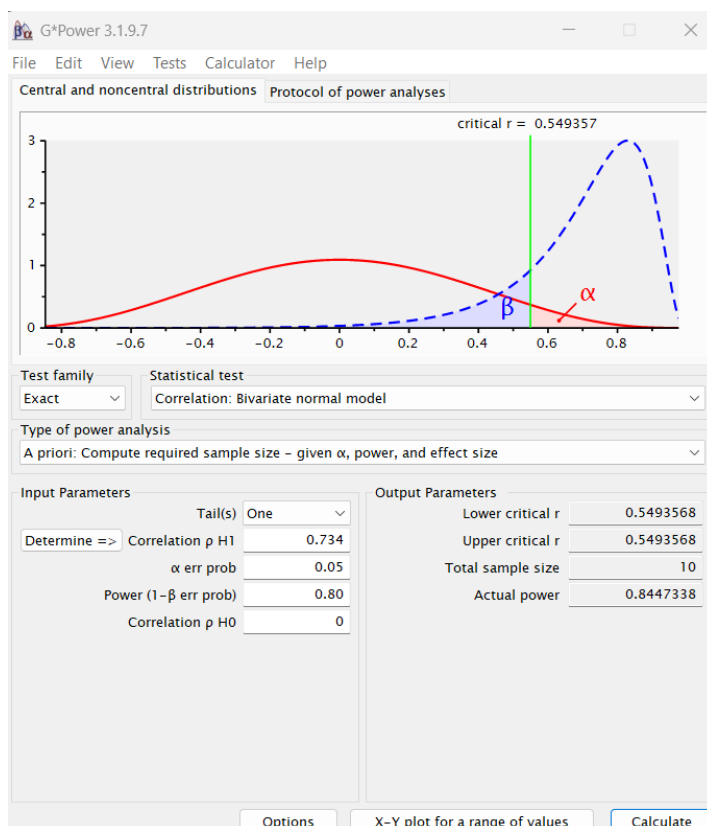 βα G*Power 3.1.9.7
File Edit View Tests Calculator Help
Central and noncentral distributions Protocol of power analyses
critical r = 0.549357
3
2
1
0
β
α
-0.8 -0.6 -0.4 -0.2 0 0.2 0.4 0.6 0.8
Test family Statistical test
Exact Correlation: Bivariate normal model
Type of power analysis
A priori: Compute required sample size – given α, power, and effect size
Input Parameters
Tail(s) One
Determine => Correlation ρ H1 0.734
α err prob 0.05
Power (1-β err prob) 0.80
Correlation ρ H0 0
Output Parameters
Lower critical r 0.5493568
Upper critical r 0.5493568
Total sample size 10
Actual power 0.8447338
Options X-Y plot for a range of values Calculate